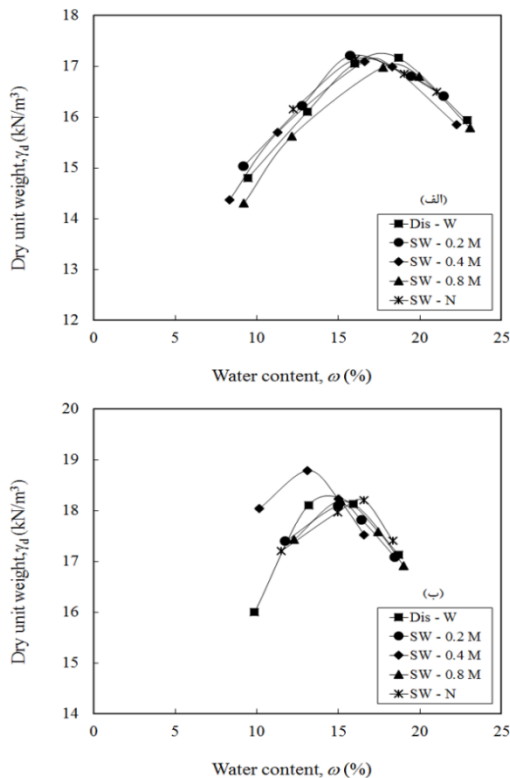 18
17
16
15
14
13
12
Dry unit weight,γd (kN/m³)
(الف)
Dis - W
SW - 0.2 M
SW - 0.4 M
SW - 0.8 M
SW - N
0 5 10 15 20 25
Water content, ω (%)
20
19
18
17
16
15
14
Dry unit weight,γd (kN/m³)
(ب)
Dis - W
SW - 0.2 M
SW - 0.4 M
SW - 0.8 M
SW - N
0 5 10 15 20 25
Water content, ω (%)